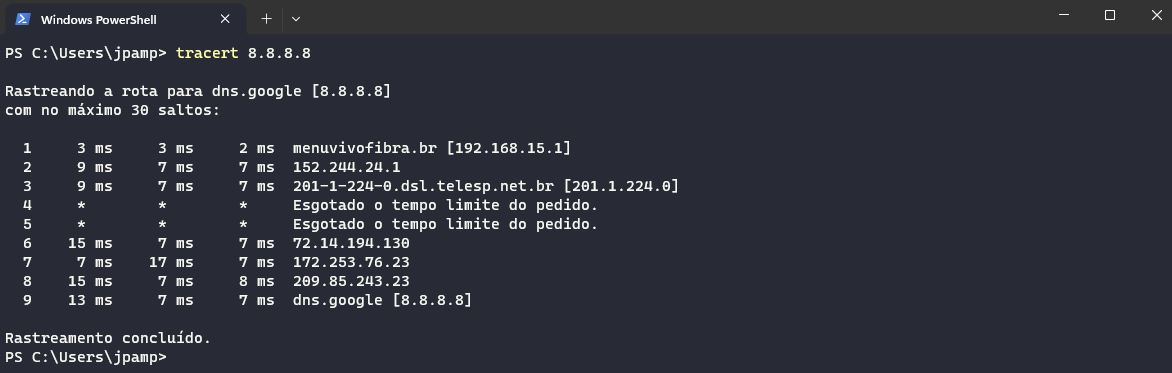 Windows PowerShell
PS C:\Users\jpamp> tracert 8.8.8.8
Rastreando a rota para dns.google [8.8.8.8]
com no máximo 30 saltos:
1 3 ms 3 ms 2 ms menuvivofibra.br [192.168.15.1]
2 9 ms 7 ms 7 ms 152.244.24.1
3 9 ms 7 ms 7 ms 201-1-224-0.dsl.telesp.net.br [201.1.224.0]
4 * * * Esgotado o tempo limite do pedido.
5 * * * Esgotado o tempo limite do pedido.
6 15 ms 7 ms 7 ms 72.14.194.130
7 7 ms 17 ms 7 ms 172.253.76.23
8 15 ms 7 ms 8 ms 209.85.243.23
9 13 ms 7 ms 7 ms dns.google [8.8.8.8]
Rastreamento concluído.
PS C:\Users\jpamp>